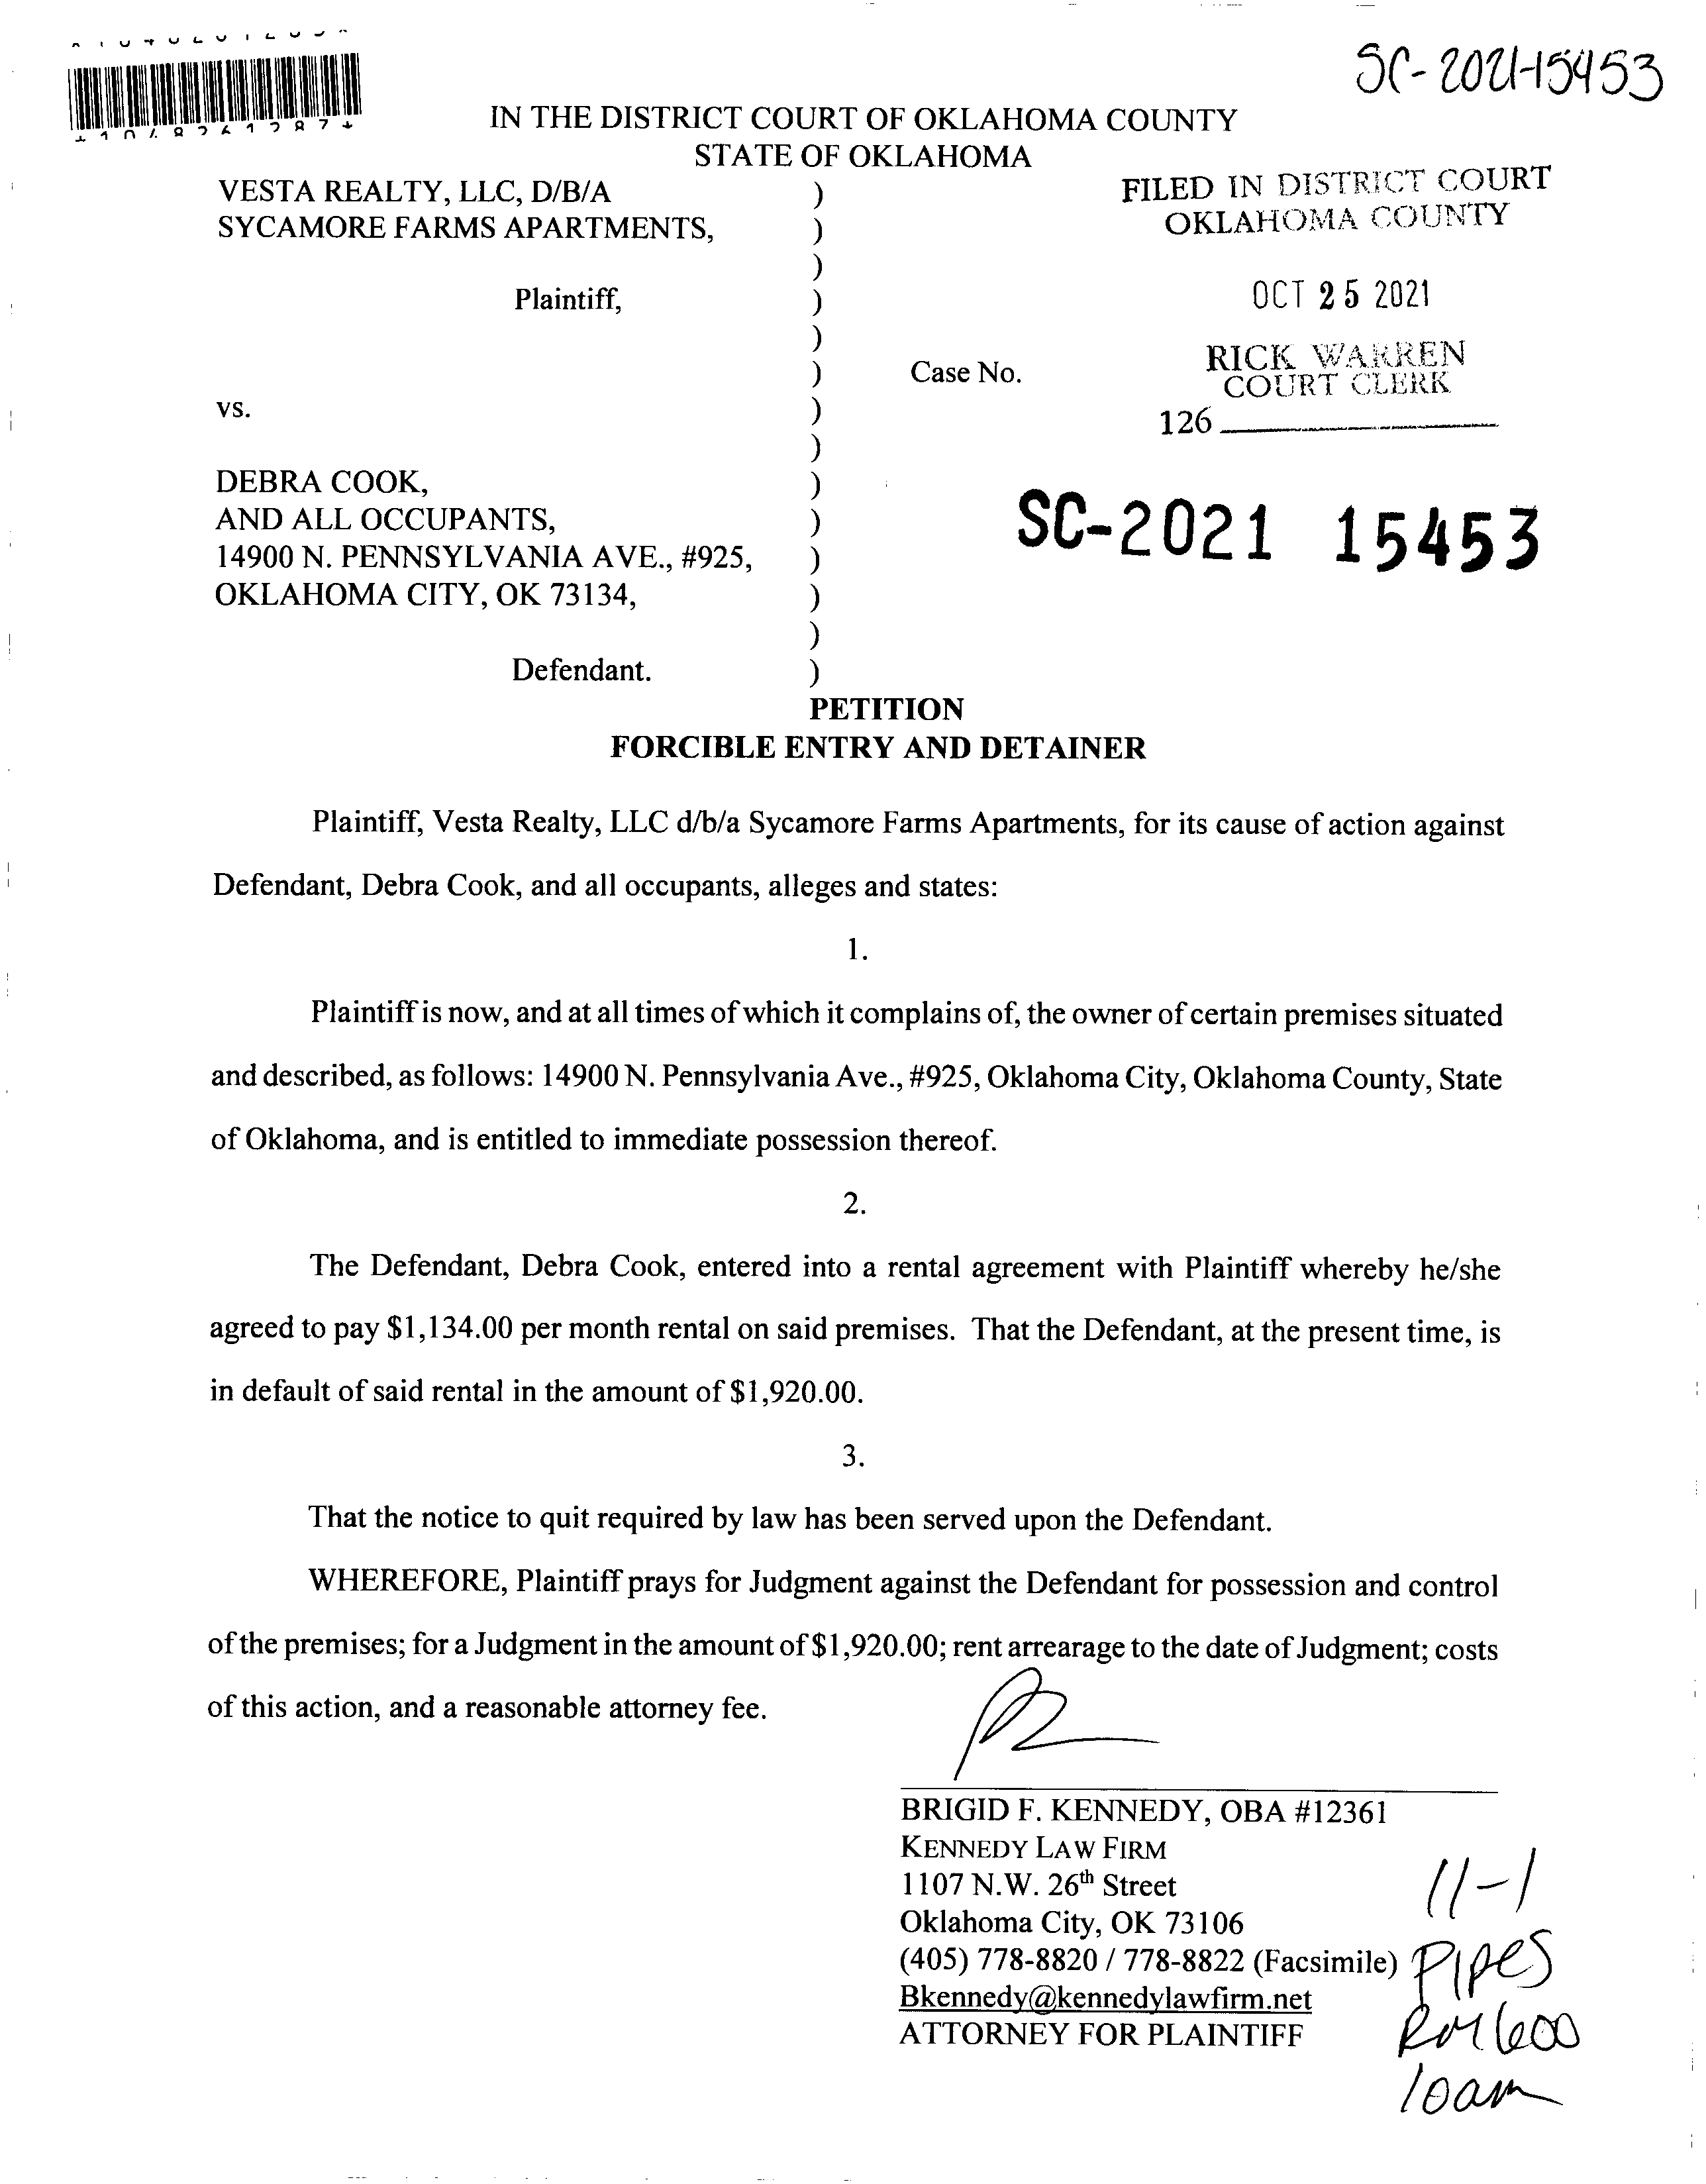 SC-2021-15453
IN THE DISTRICT COURT OF OKLAHOMA COUNTY
STATE OF OKLAHOMA
VESTA REALTY, LLC, D/B/A )
SYCAMORE FARMS APARTMENTS, )
)
Plaintiff, )
)
) Case No.
vs. )
)
DEBRA COOK, )
AND ALL OCCUPANTS, )
14900 N. PENNSYLVANIA AVE., #925, )
OKLAHOMA CITY, OK 73134, )
)
Defendant. )
FILED IN DISTRICT COURT
OKLAHOMA COUNTY
OCT 25 2021
RICK WARREN
COURT CLERK
126
SC-2021 15453
PETITION
FORCIBLE ENTRY AND DETAINER
Plaintiff, Vesta Realty, LLC d/b/a Sycamore Farms Apartments, for its cause of action against
Defendant, Debra Cook, and all occupants, alleges and states:
1.
Plaintiff is now, and at all times of which it complains of, the owner of certain premises situated
and described, as follows: 14900 N. Pennsylvania Ave., #925, Oklahoma City, Oklahoma County, State
of Oklahoma, and is entitled to immediate possession thereof.
2.
The Defendant, Debra Cook, entered into a rental agreement with Plaintiff whereby he/she
agreed to pay $1,134.00 per month rental on said premises. That the Defendant, at the present time, is
in default of said rental in the amount of $1,920.00.
3.
That the notice to quit required by law has been served upon the Defendant.
WHEREFORE, Plaintiff prays for Judgment against the Defendant for possession and control
of the premises; for a Judgment in the amount of $1,920.00; rent arrearage to the date of Judgment; costs
of this action, and a reasonable attorney fee.
BRIGID F. KENNEDY, OBA #12361
KENNEDY LAW FIRM
1107 N.W. 26th Street
Oklahoma City, OK 73106
(405) 778-8820 / 778-8822 (Facsimile)
Bkennedy@kennedylawfirm.net
ATTORNEY FOR PLAINTIFF
11-1
PIPES
Rm 600
10am